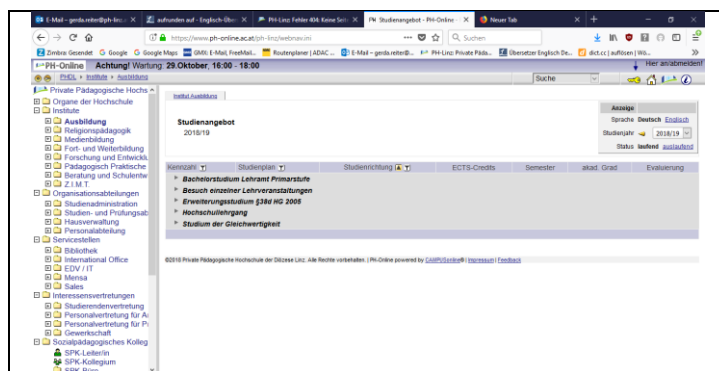 E-Mail – gerda.reiter@ph-linz.
aufrunden auf - Englisch-Über
PH-Linz Fehler 404: Keine Seit
Studienangebot - PH-Online -
Neuer Tab
https://www.ph-online.ac.at/ph-linz/webnav.ini
Suchen
Zimbra: Gesendet G Google G Google Maps GMX: E-Mail, FreeMail... Routenplaner | ADAC ... E-Mail – gerda.reiter@... PH-Linz: Private Päda... Übersetzer Englisch De... dict.cc | auflösen | Wö...
PH-Online Achtung! Wartung: 29.Oktober, 16:00 - 18:00
Hier an/abmelden!
PHDL Institute Ausbildung
Suche
Private Pädagogische Hochs
Organe der Hochschule
Institute
Ausbildung
Religionspädagogik
Medienbildung
Fort- und Weiterbildung
Forschung und Entwicklu
Pädagogisch Praktische
Beratung und Schulentw
Z.I.M.T.
Organisationsabteilungen
Studienadministration
Studien- und Prüfungsab
Hausverwaltung
Personalabteilung
Servicestellen
Bibliothek
International Office
EDV / IT
Mensa
Sales
Interessensvertretungen
Studierendenvertretung
Personalvertretung für A
Personalvertretung für P
Gewerkschaft
Sozialpädagogisches Kolleg
SPK-Leiter/in
SPK-Kollegium
SPK-Büro
Institut Ausbildung
Studienangebot
2018/19
Anzeige
Sprache Deutsch Englisch
Studienjahr 2018/19
Status laufend auslaufend
Kennzahl Studienplan Studienrichtung ECTS-Credits Semester akad. Grad Evaluierung
Bachelorstudium Lehramt Primarstufe
Besuch einzelner Lehrveranstaltungen
Erweiterungsstudium §38d HG 2005
Hochschullehrgang
Studium der Gleichwertigkeit
©2018 Private Pädagogische Hochschule der Diözese Linz. Alle Rechte vorbehalten. | PH-Online powered by CAMPUSonline® | Impressum | Feedback